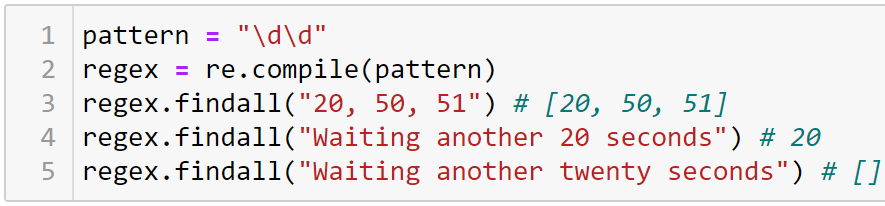 1 pattern = "\d\d"
2 regex = re.compile(pattern)
3 regex.findall("20, 50, 51") # [20, 50, 51]
4 regex.findall("Waiting another 20 seconds") # 20
5 regex.findall("Waiting another twenty seconds") # []